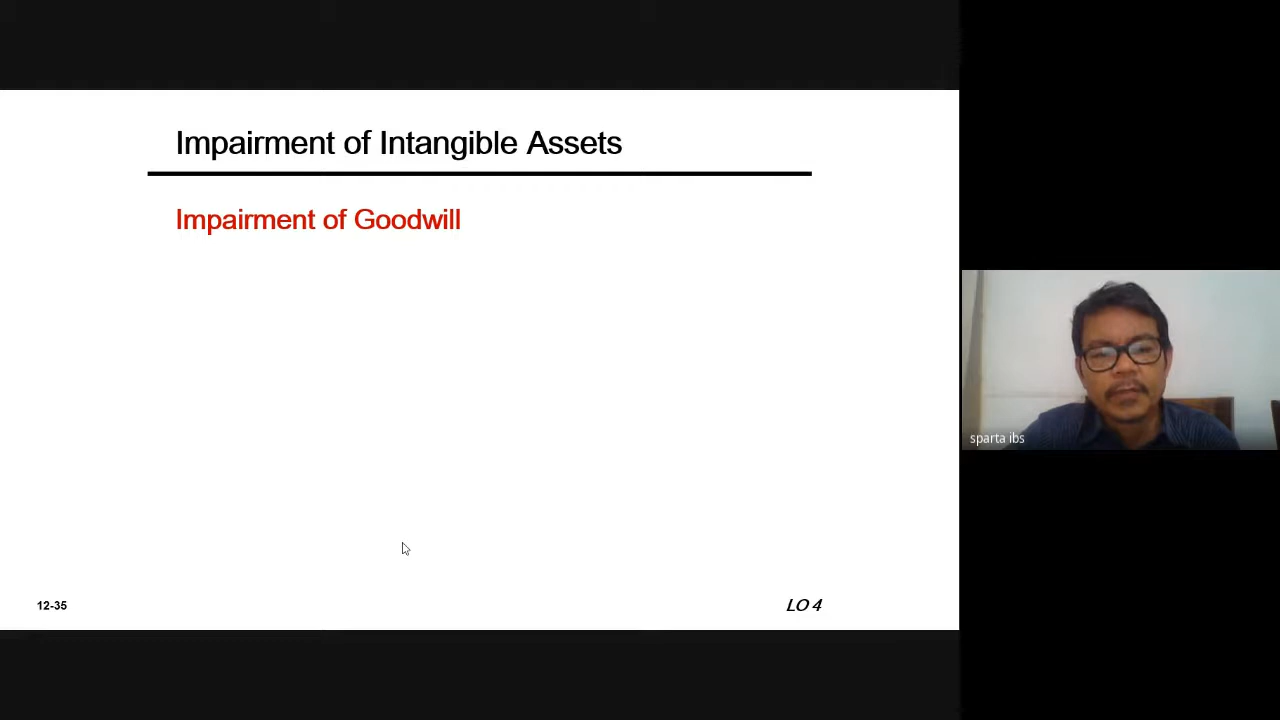 Impairment of Intangible Assets
Impairment of Goodwill
12-35
LO 4
sparta ibs